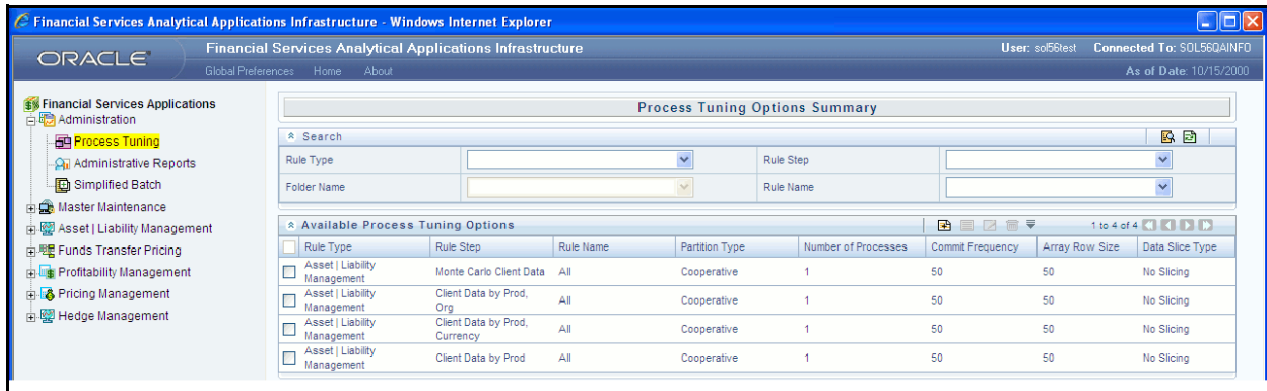 Financial Services Analytical Applications Infrastructure - Windows Internet Explorer
ORACLE
Financial Services Analytical Applications Infrastructure
User: sol56test Connected To: SOL56QAINFO
Global Preferences Home About
As of Date: 10/15/2000
Financial Services Applications
Administration
Process Tuning
Administrative Reports
Simplified Batch
Master Maintenance
Asset | Liability Management
Funds Transfer Pricing
Profitability Management
Pricing Management
Hedge Management
Process Tuning Options Summary
Search
Rule Type Rule Step
Folder Name Rule Name
Available Process Tuning Options 1 to 4 of 4
Rule Type Rule Step Rule Name Partition Type Number of Processes Commit Frequency Array Row Size Data Slice Type
Asset | Liability Management Monte Carlo Client Data All Cooperative 1 50 50 No Slicing
Asset | Liability Management Client Data by Prod, Org All Cooperative 1 50 50 No Slicing
Asset | Liability Management Client Data by Prod, Currency All Cooperative 1 50 50 No Slicing
Asset | Liability Management Client Data by Prod All Cooperative 1 50 50 No Slicing